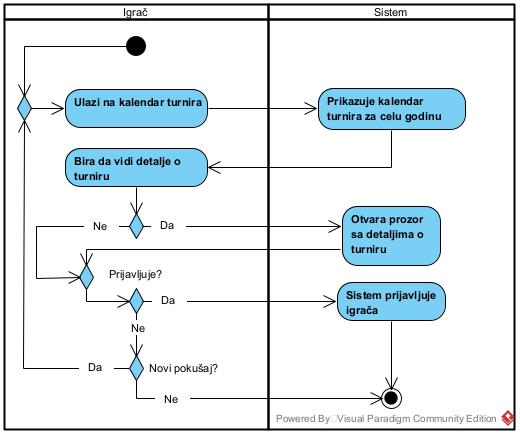 Igrač
Sistem
Ulazi na kalendar turnira
Prikazuje kalendar
turnira za celu godinu
Bira da vidi detalje o
turniru
Ne
Da
Otvara prozor
sa detaljima o
turniru
Prijavljuje?
Da
Sistem prijavljuje
igrača
Ne
Da
Novi pokušaj?
Ne
Powered By Visual Paradigm Community Edition